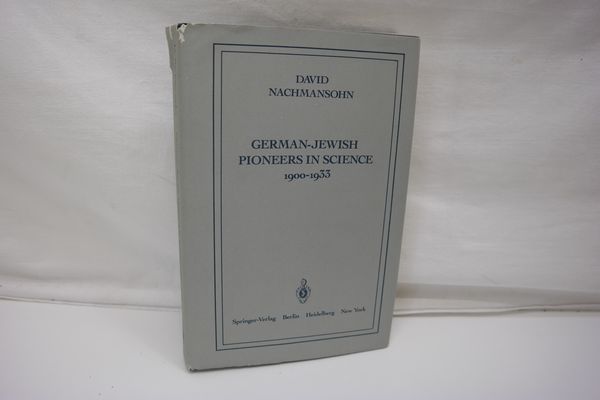 DAVID
NACHMANSOHN
GERMAN-JEWISH
PIONEERS IN SCIENCE
1900-1933
Springer-Verlag Berlin Heidelberg New York